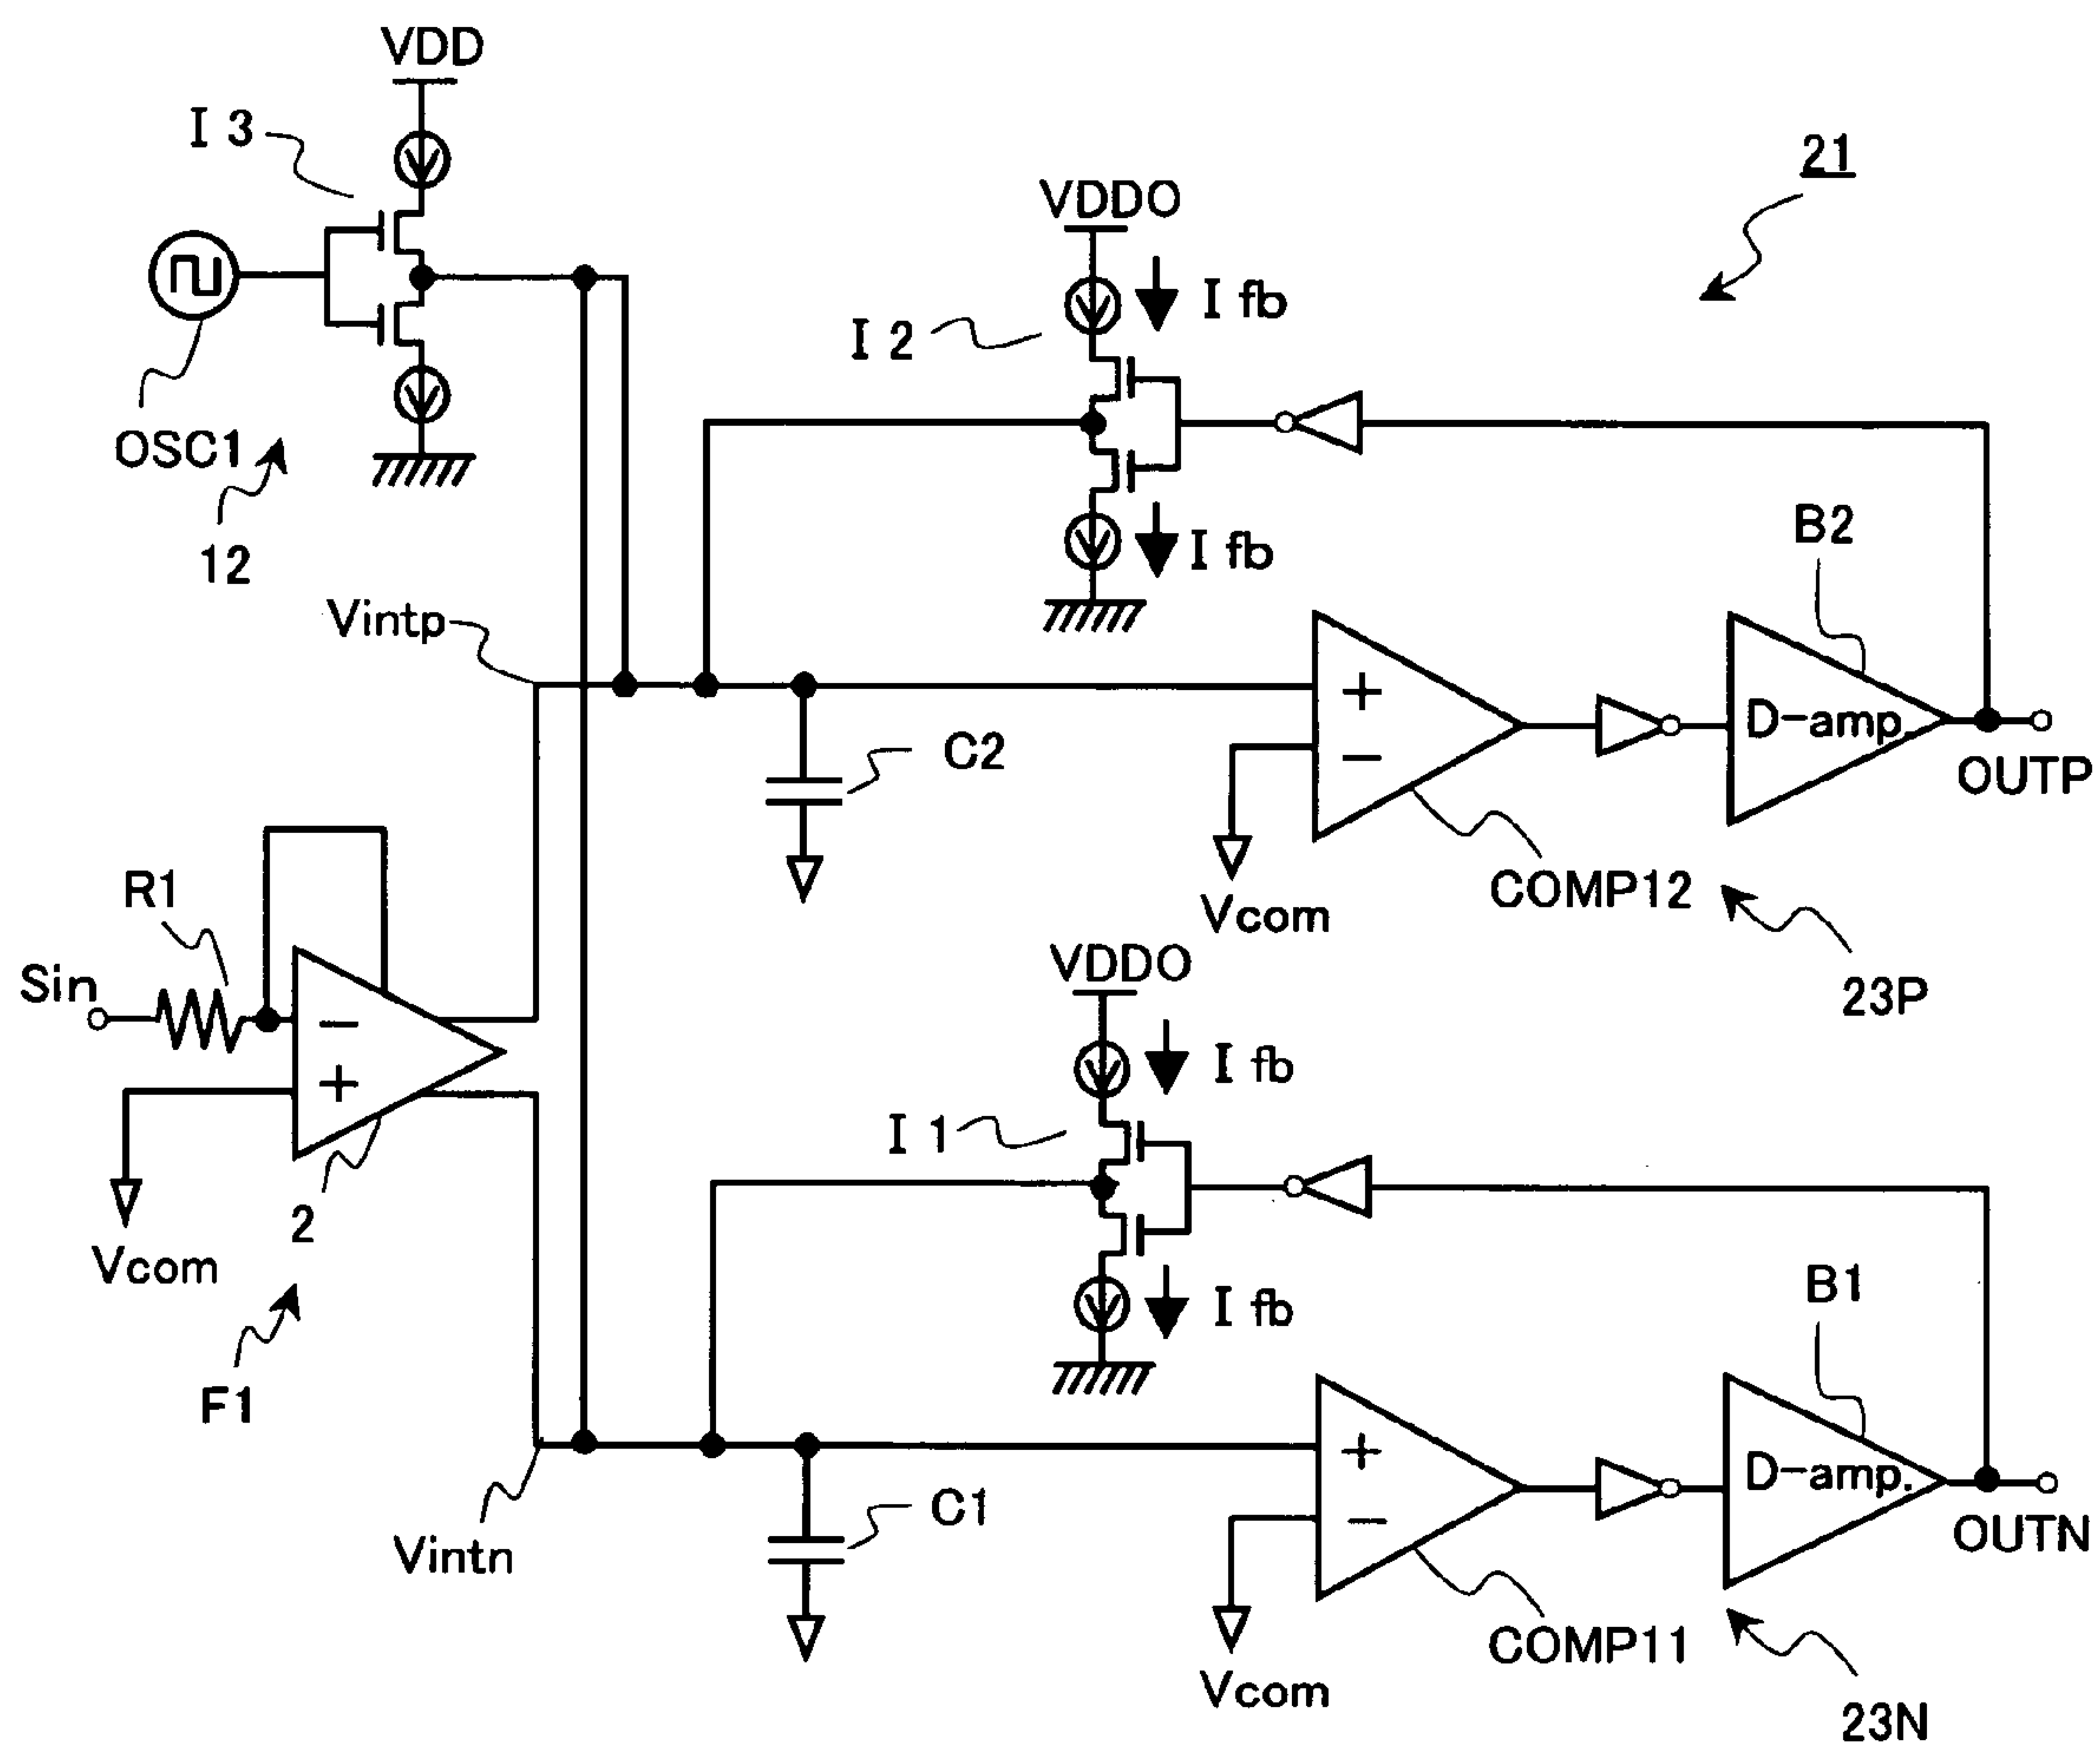 VDD
I 3
21
VDDO
I fb
I 2
OSC1
B2
I fb
12
Vintp
+
D-amp.
C2
−
OUTP
R1
COMP12
Vcom
VDDO
Sin
23P
−
I fb
+
I 1
2
Vcom
B1
I fb
F1
+
D-amp.
C1
−
OUTN
Vintn
COMP11
Vcom
23N